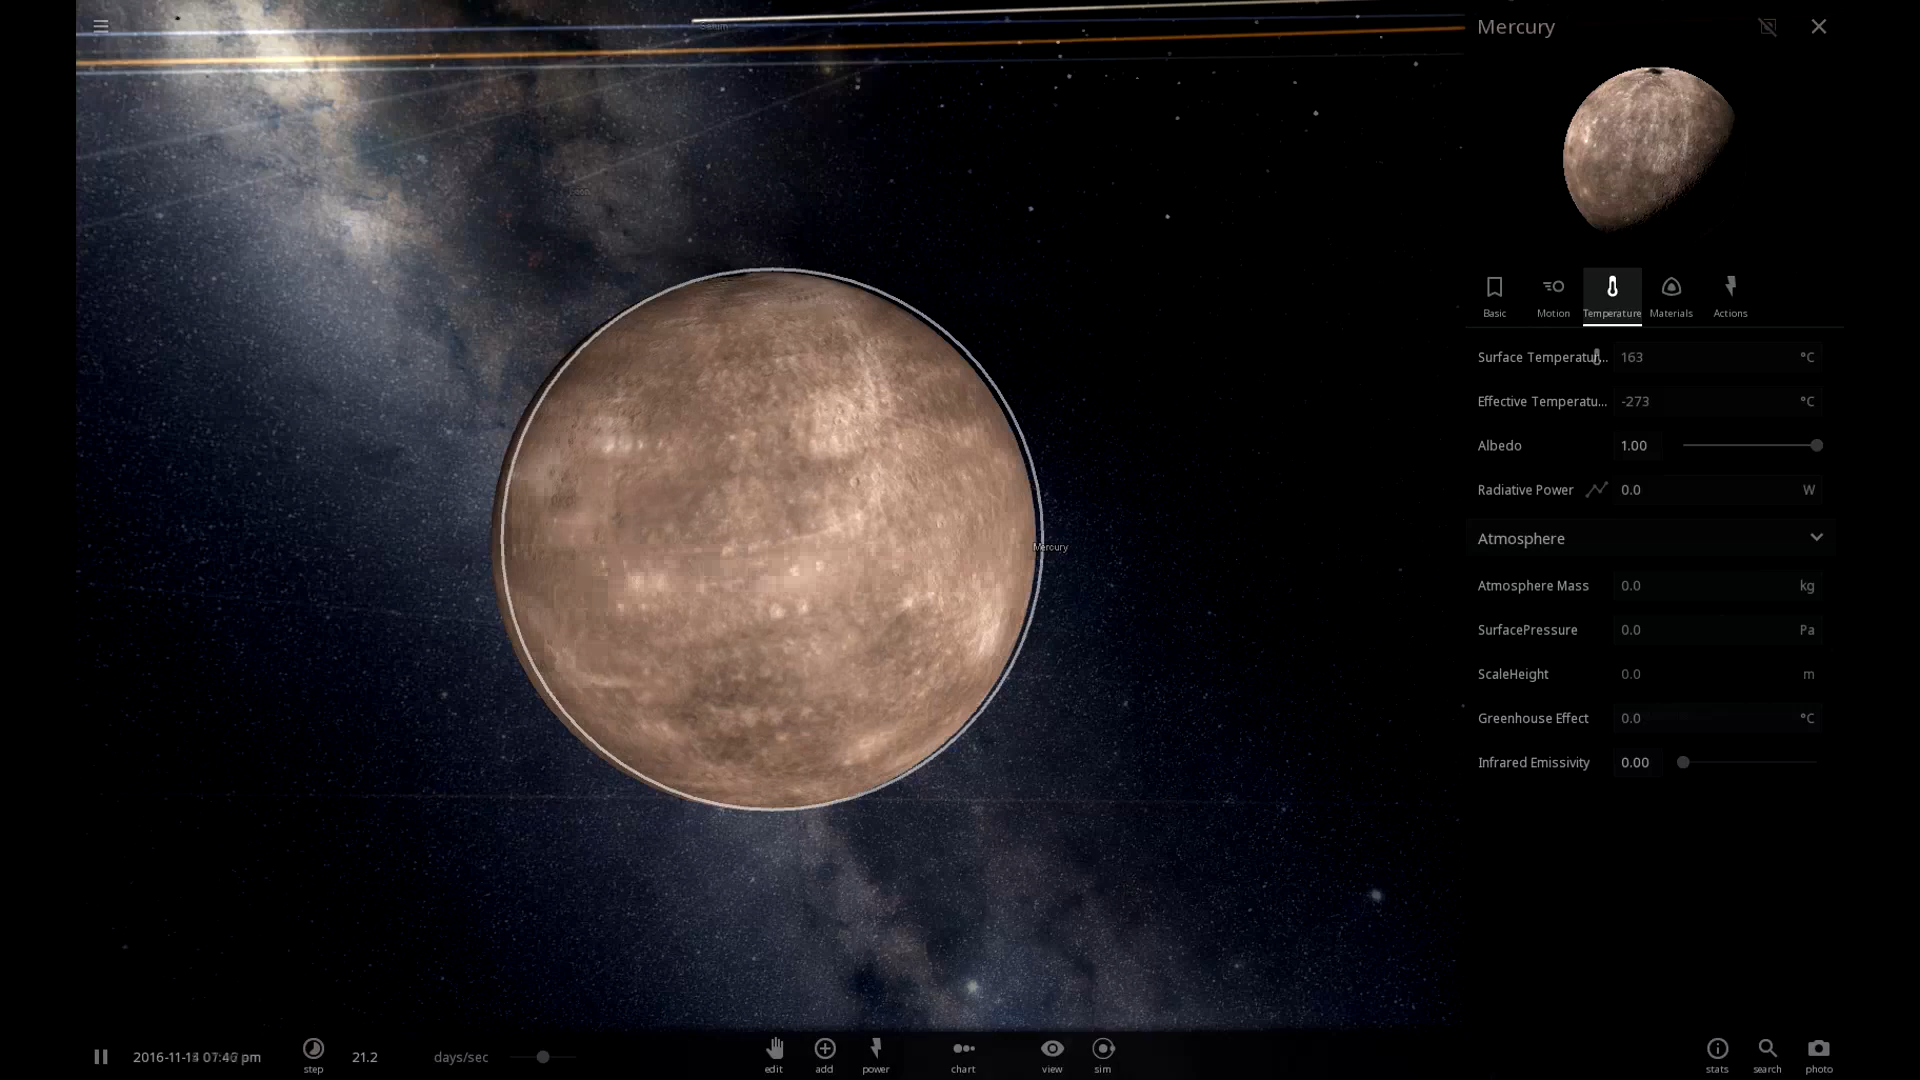 Saturn
Mercury
Basic
Motion
Temperature
Materials
Actions
Surface Temperatur... 163 °C
Effective Temperatu... -273 °C
Albedo 1.00
Radiative Power 0.0 W
Atmosphere
Mercury
Atmosphere Mass 0.0 kg
SurfacePressure 0.0 Pa
ScaleHeight 0.0 m
Greenhouse Effect 0.0 °C
Infrared Emissivity 0.00
21.2 days/sec
step
edit
add
power
chart
view
sim
stats
search
photo